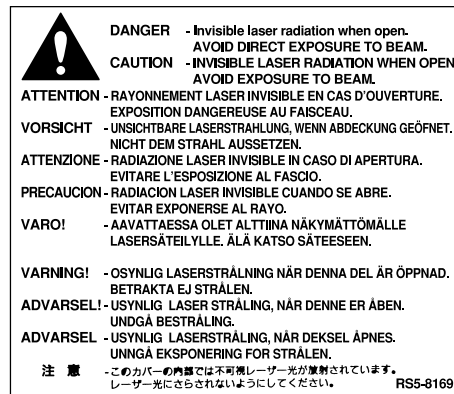 DANGER - Invisible laser radiation when open.
AVOID DIRECT EXPOSURE TO BEAM.
CAUTION - INVISIBLE LASER RADIATION WHEN OPEN
AVOID EXPOSURE TO BEAM.
ATTENTION - RAYONNEMENT LASER INVISIBLE EN CAS D'OUVERTURE.
EXPOSITION DANGEREUSE AU FAISCEAU.
VORSICHT - UNSICHTBARE LASERSTRAHLUNG, WENN ABDECKUNG GEÖFNET.
NICHT DEM STRAHL AUSSETZEN.
ATTENZIONE - RADIAZIONE LASER INVISIBLE IN CASO DI APERTURA.
EVITARE L'ESPOSIZIONE AL FASCIO.
PRECAUCION - RADIACION LASER INVISIBLE CUANDO SE ABRE.
EVITAR EXPONERSE AL RAYO.
VARO! - AAVATTAESSA OLET ALTTIINA NÄKYMÄTTÖMÄLLE
LASERSÄTEILYLLE. ÄLÄ KATSO SÄTEESEEN.
VARNING! - OSYNLIG LASERSTRÅLNING NÄR DENNA DEL ÄR ÖPPNAD.
BETRAKTA EJ STRÅLEN.
ADVARSEL! - USYNLIG LASER STRÅLING, NÅR DENNE ER ÅBEN.
UNDGÅ BESTRÅLING.
ADVARSEL - USYNLIG LASERSTRÅLING, NÅR DEKSEL ÅPNES.
UNNGÅ EKSPONERING FOR STRÅLEN.
注 意 - このカバーの内部では不可視レーザー光が放射されています。
レーザー光にさらされないようにしてください。 RS5-8169